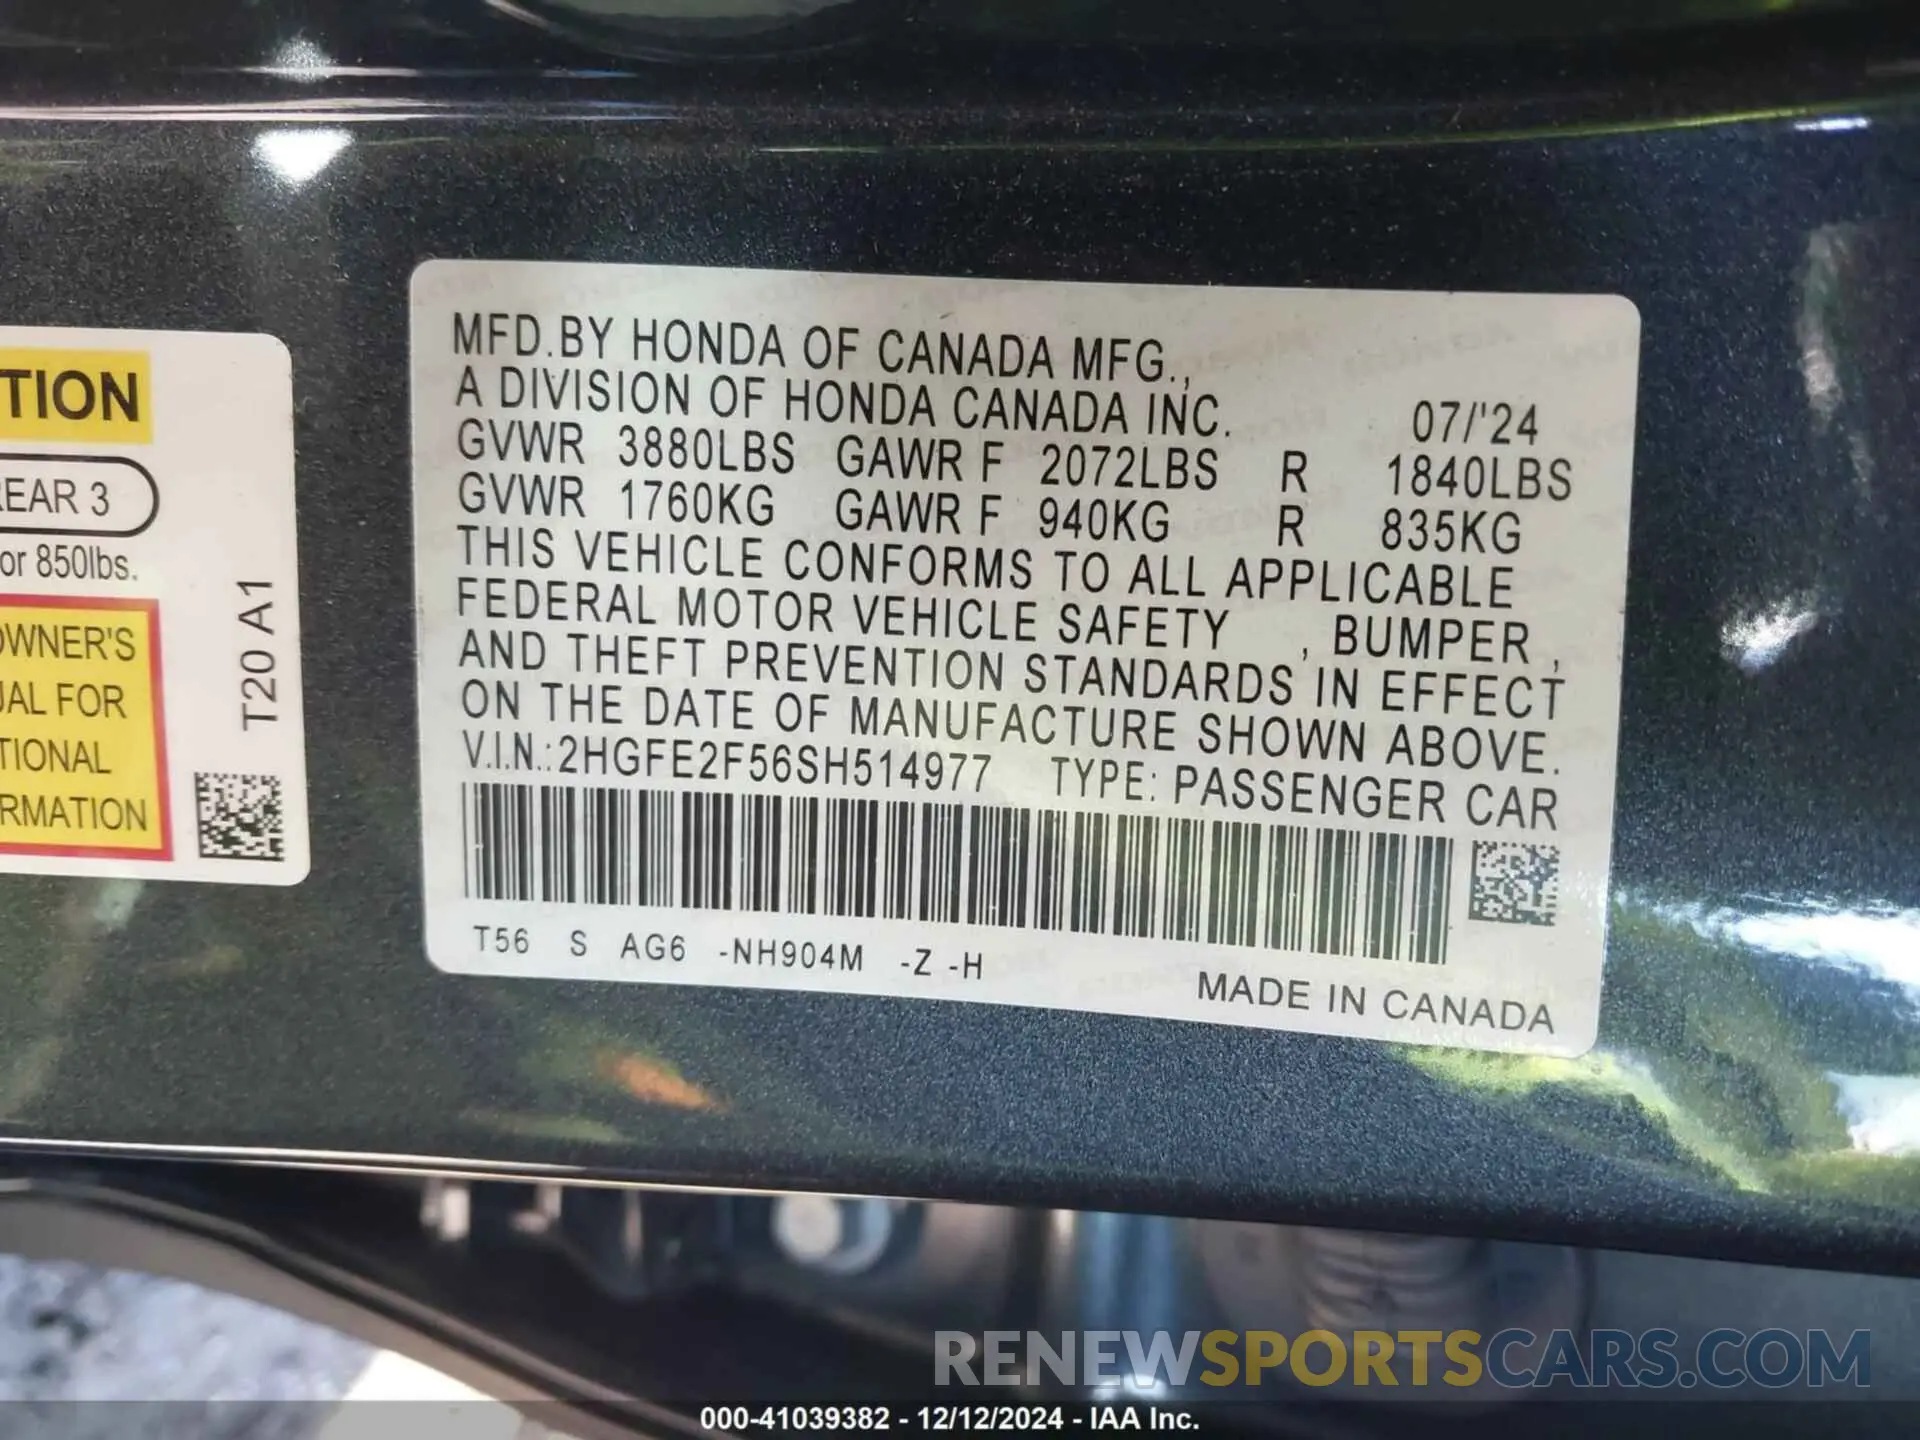 TION
REAR 3
or 850lbs.
OWNER'S
UAL FOR
TIONAL
RMATION
T20 A1
MFD.BY HONDA OF CANADA MFG.,
A DIVISION OF HONDA CANADA INC. 07/'24
GVWR 3880LBS GAWR F 2072LBS R 1840LBS
GVWR 1760KG GAWR F 940KG R 835KG
THIS VEHICLE CONFORMS TO ALL APPLICABLE
FEDERAL MOTOR VEHICLE SAFETY , BUMPER ,
AND THEFT PREVENTION STANDARDS IN EFFECT
ON THE DATE OF MANUFACTURE SHOWN ABOVE.
V.I.N.:2HGFE2F56SH514977 TYPE: PASSENGER CAR
T56 S AG6 -NH904M -Z -H
MADE IN CANADA
RENEWSPORTSCARS.COM
000-41039382 - 12/12/2024 - IAA Inc.